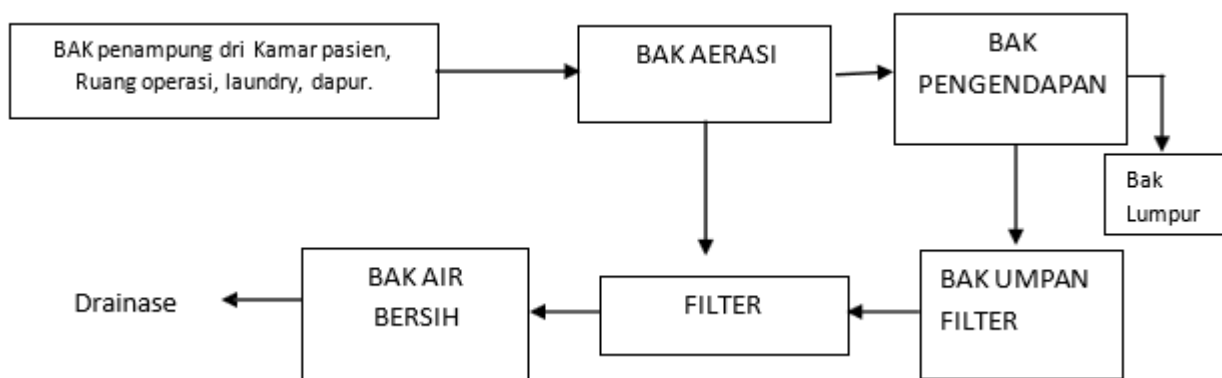 BAK penampung dri Kamar pasien,
Ruang operasi, laundry, dapur.
BAK AERASI
BAK
PENGENDAPAN
Bak
Lumpur
Drainase
BAK AIR
BERSIH
FILTER
BAK UMPAN
FILTER